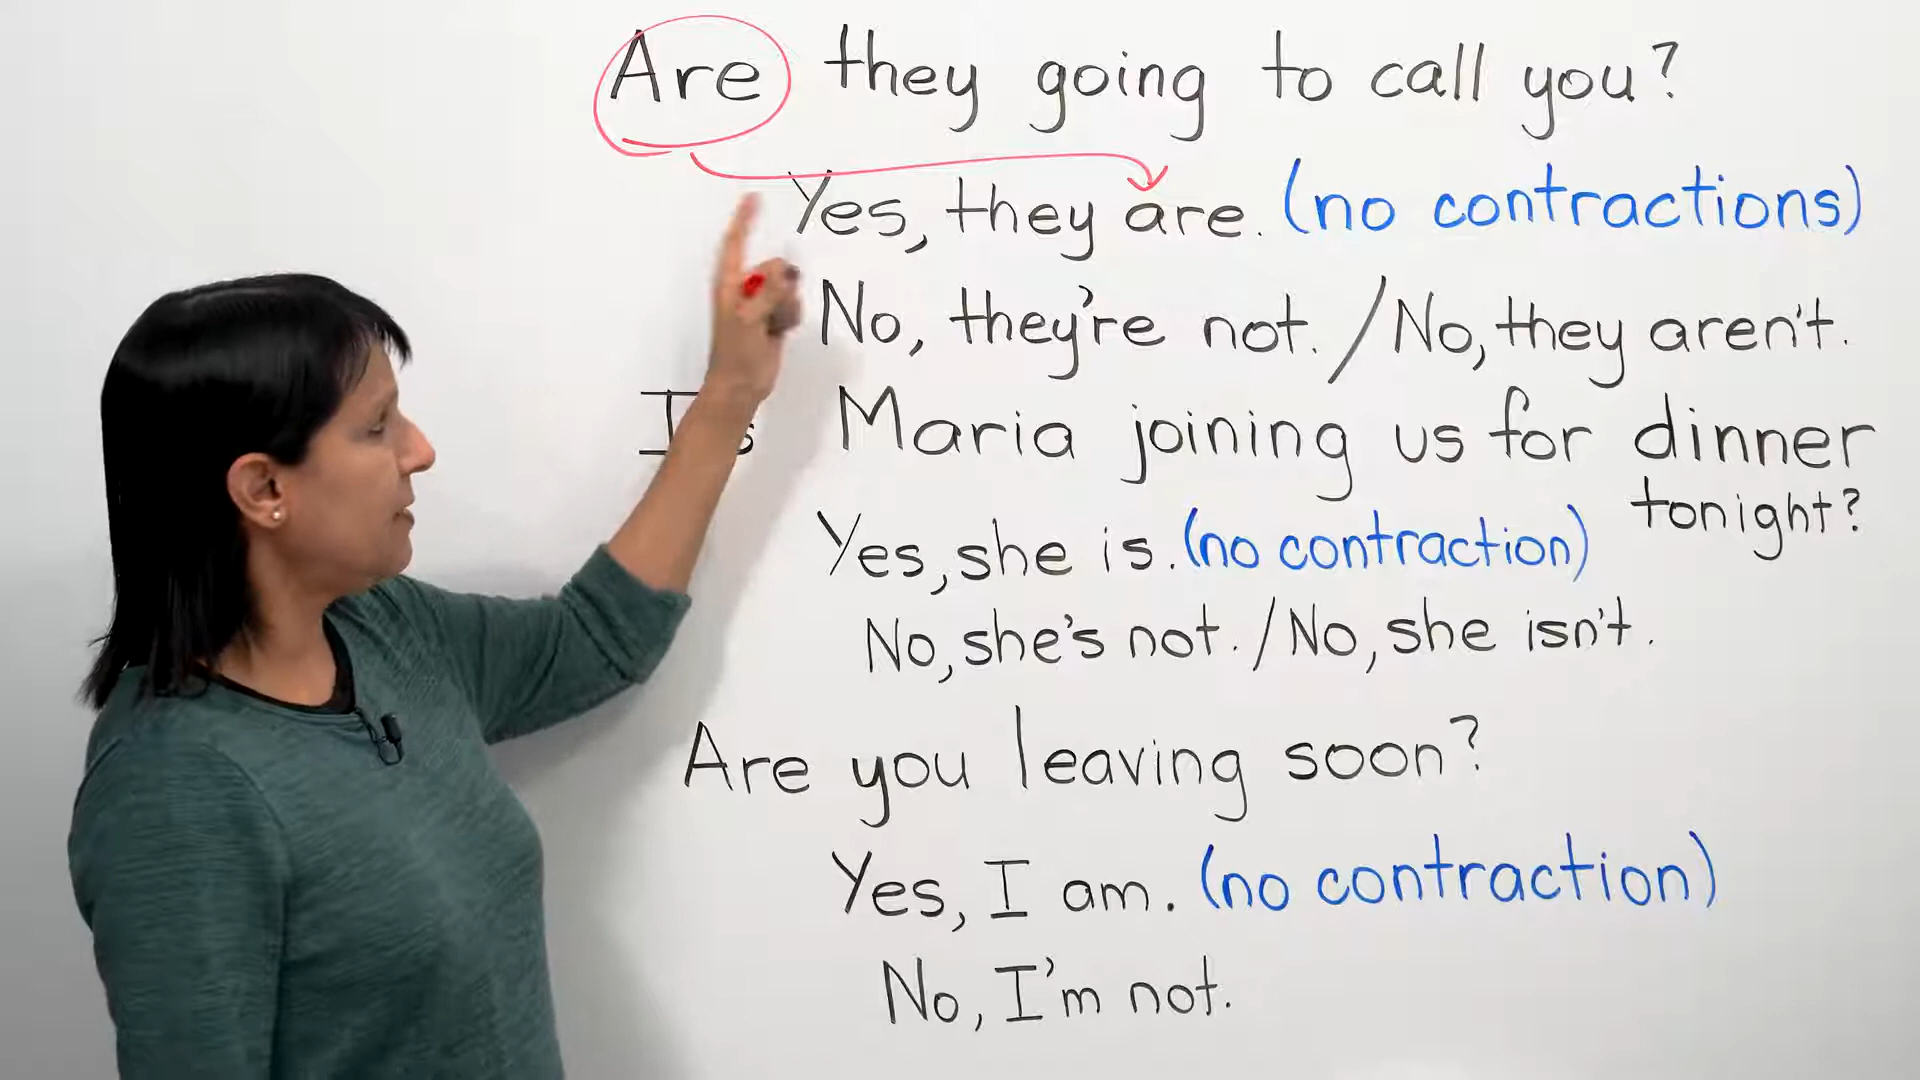 Are they going to call you?
Yes, they are. (no contractions)
No, they're not. / No, they aren't.
Is Maria joining us for dinner
tonight?
Yes, she is. (no contraction)
No, she's not. / No, she isn't.
Are you leaving soon?
Yes, I am. (no contraction)
No, I'm not.